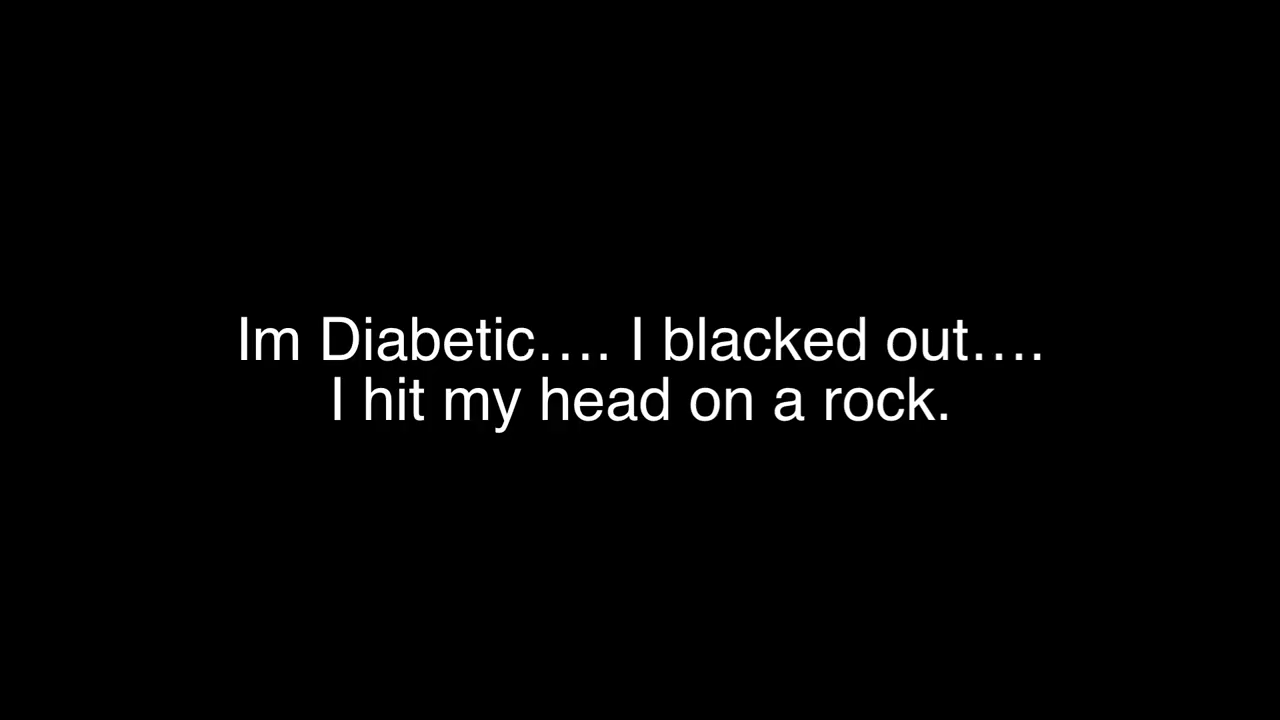 Im Diabetic.... I blacked out....
I hit my head on a rock.